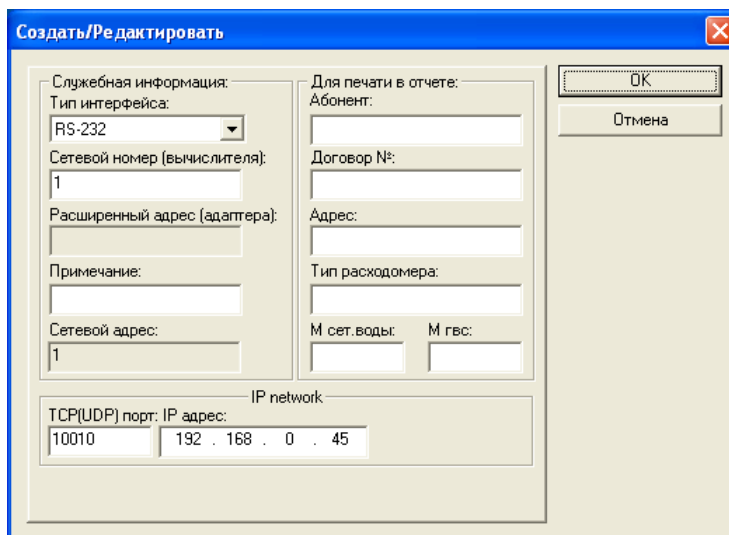 Создать/Редактировать
Служебная информация:
Тип интерфейса:
RS-232
Сетевой номер (вычислителя):
1
Расширенный адрес (адаптера):
Примечание:
Сетевой адрес:
1
Для печати в отчете:
Абонент:
Договор №:
Адрес:
Тип расходомера:
М сет.воды: М гвс:
OK
Отмена
IP network
TCP(UDP) порт: IP адрес:
10010 192 . 168 . 0 . 45